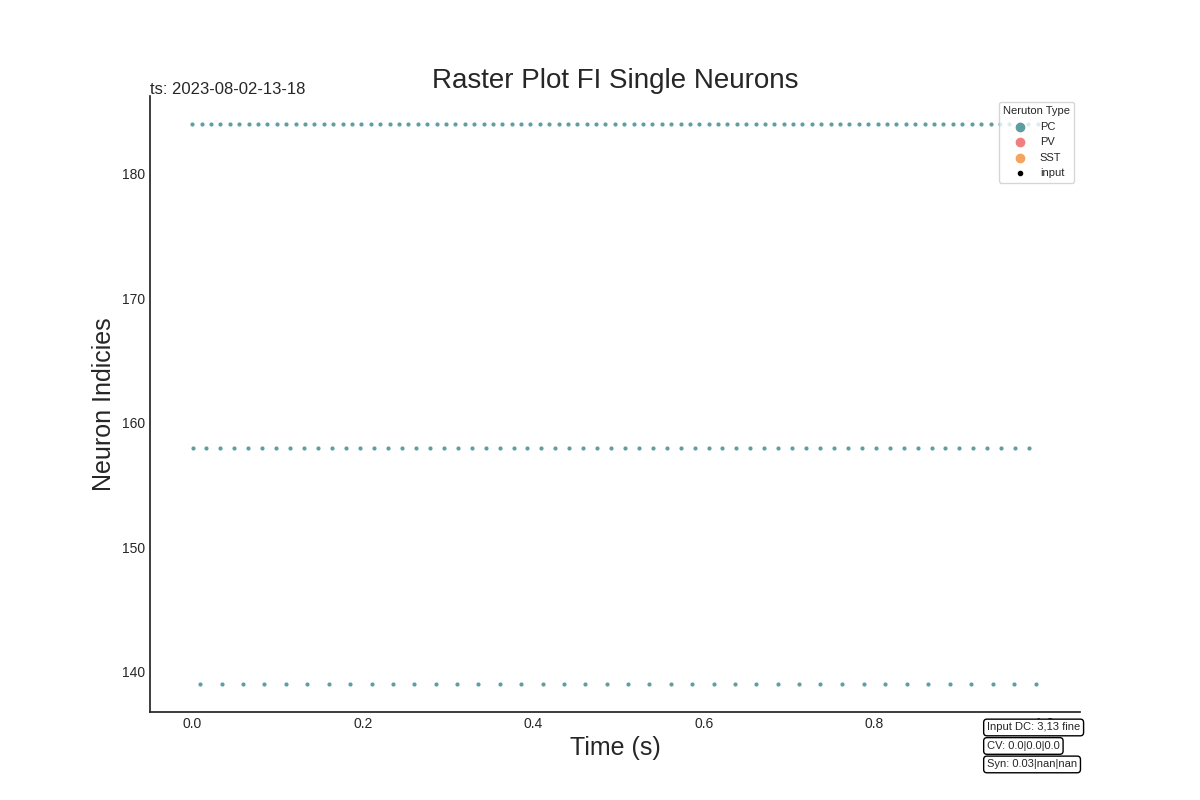 Raster Plot FI Single Neurons
ts: 2023-08-02-13-18
Neruton Type
PC
PV
SST
input
180
170
160
150
140
Neuron Indicies
0.0 0.2 0.4 0.6 0.8
Time (s)
Input DC: 3,13 fine
CV: 0.0|0.0|0.0
Syn: 0.03|nan|nan